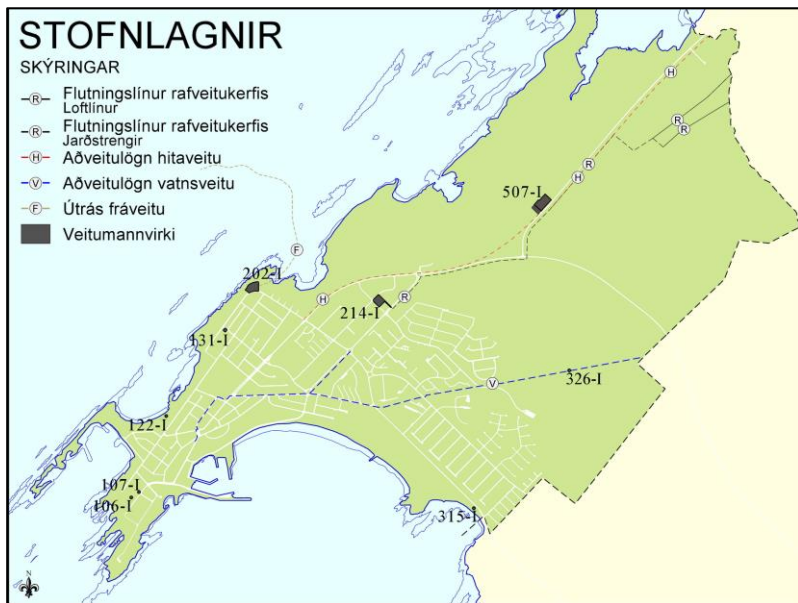 STOFNLAGNIR
SKÝRINGAR
R Flutningslínur rafveitukerfis
Loftlínur
R Flutningslínur rafveitukerfis
Jarðstrengir
H Aðveitulögn hitaveitu
V Aðveitulögn vatnsveitu
F Útrás fráveitu
Veitumannvirki
H
R
R
R
H
507-I
F
202-I
H
214-I
R
131-I
326-I
V
122-I
107-I
106-I
315-I
N